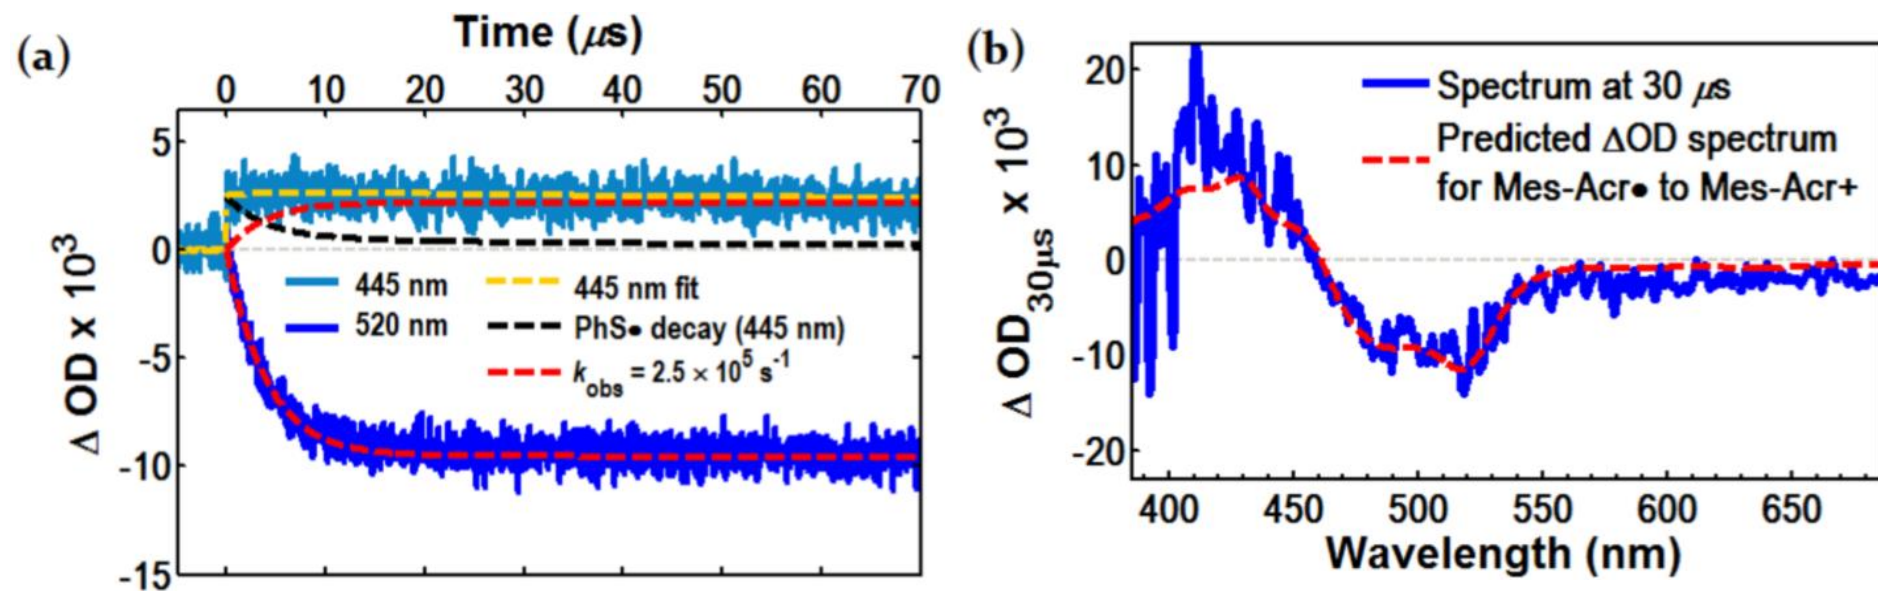 (a)
Time (μs)
0 10 20 30 40 50 60 70
Δ OD x 10³
5
0
-5
-10
-15
445 nm
520 nm
445 nm fit
PhS• decay (445 nm)
k_obs = 2.5 × 10⁵ s⁻¹
(b)
Δ OD_30μs x 10³
20
10
0
-10
-20
Spectrum at 30 μs
Predicted ΔOD spectrum
for Mes-Acr• to Mes-Acr+
400 450 500 550 600 650
Wavelength (nm)